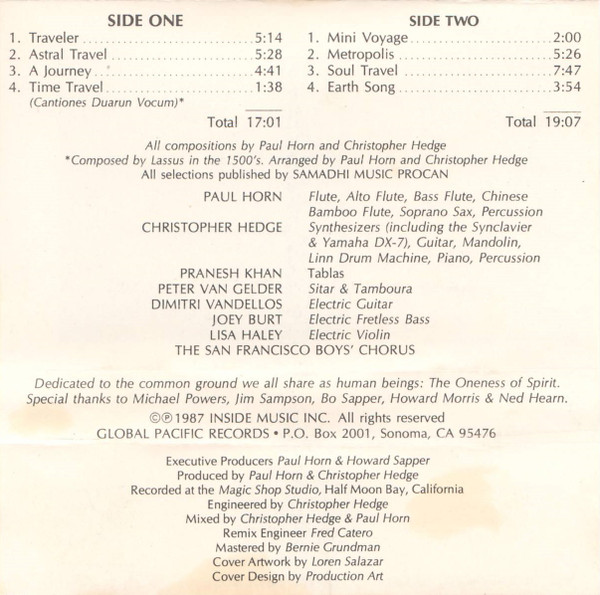 SIDE ONE
1. Traveler 5:14
2. Astral Travel 5:28
3. A Journey 4:41
4. Time Travel 1:38
(Cantiones Duarun Vocum)*
Total 17:01
SIDE TWO
1. Mini Voyage 2:00
2. Metropolis 5:26
3. Soul Travel 7:47
4. Earth Song 3:54
Total 19:07
All compositions by Paul Horn and Christopher Hedge
*Composed by Lassus in the 1500's. Arranged by Paul Horn and Christopher Hedge
All selections published by SAMADHI MUSIC PROCAN
PAUL HORN Flute, Alto Flute, Bass Flute, Chinese
Bamboo Flute, Soprano Sax, Percussion
CHRISTOPHER HEDGE Synthesizers (including the Synclavier
& Yamaha DX-7), Guitar, Mandolin,
Linn Drum Machine, Piano, Percussion
PRANESH KHAN Tablas
PETER VAN GELDER Sitar & Tamboura
DIMITRI VANDELLOS Electric Guitar
JOEY BURT Electric Fretless Bass
LISA HALEY Electric Violin
THE SAN FRANCISCO BOYS' CHORUS
Dedicated to the common ground we all share as human beings: The Oneness of Spirit.
Special thanks to Michael Powers, Jim Sampson, Bo Sapper, Howard Morris & Ned Hearn.
©℗1987 INSIDE MUSIC INC. All rights reserved
GLOBAL PACIFIC RECORDS • P.O. Box 2001, Sonoma, CA 95476
Executive Producers Paul Horn & Howard Sapper
Produced by Paul Horn & Christopher Hedge
Recorded at the Magic Shop Studio, Half Moon Bay, California
Engineered by Christopher Hedge
Mixed by Christopher Hedge & Paul Horn
Remix Engineer Fred Catero
Mastered by Bernie Grundman
Cover Artwork by Loren Salazar
Cover Design by Production Art